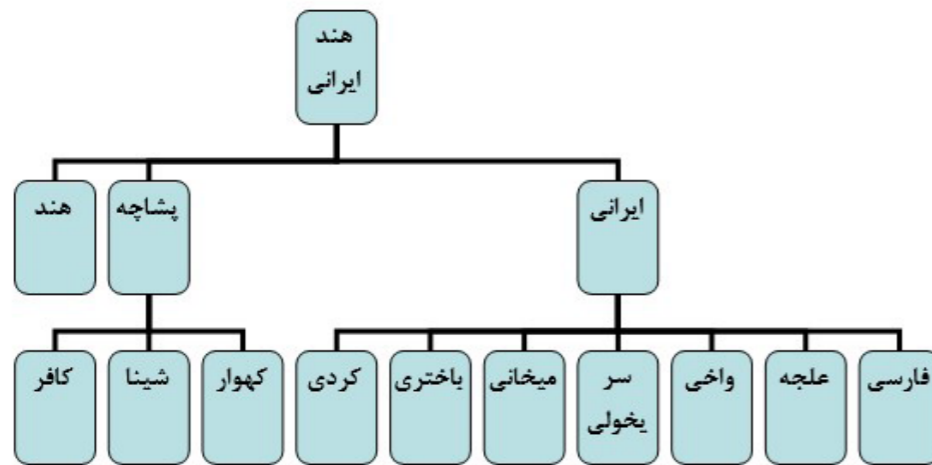 هند
ایرانی
ایرانی
پشاچه
هند
فارسی
علجه
واخی
سر
یخولی
میخانی
باختری
کردی
کهوار
شینا
کافر